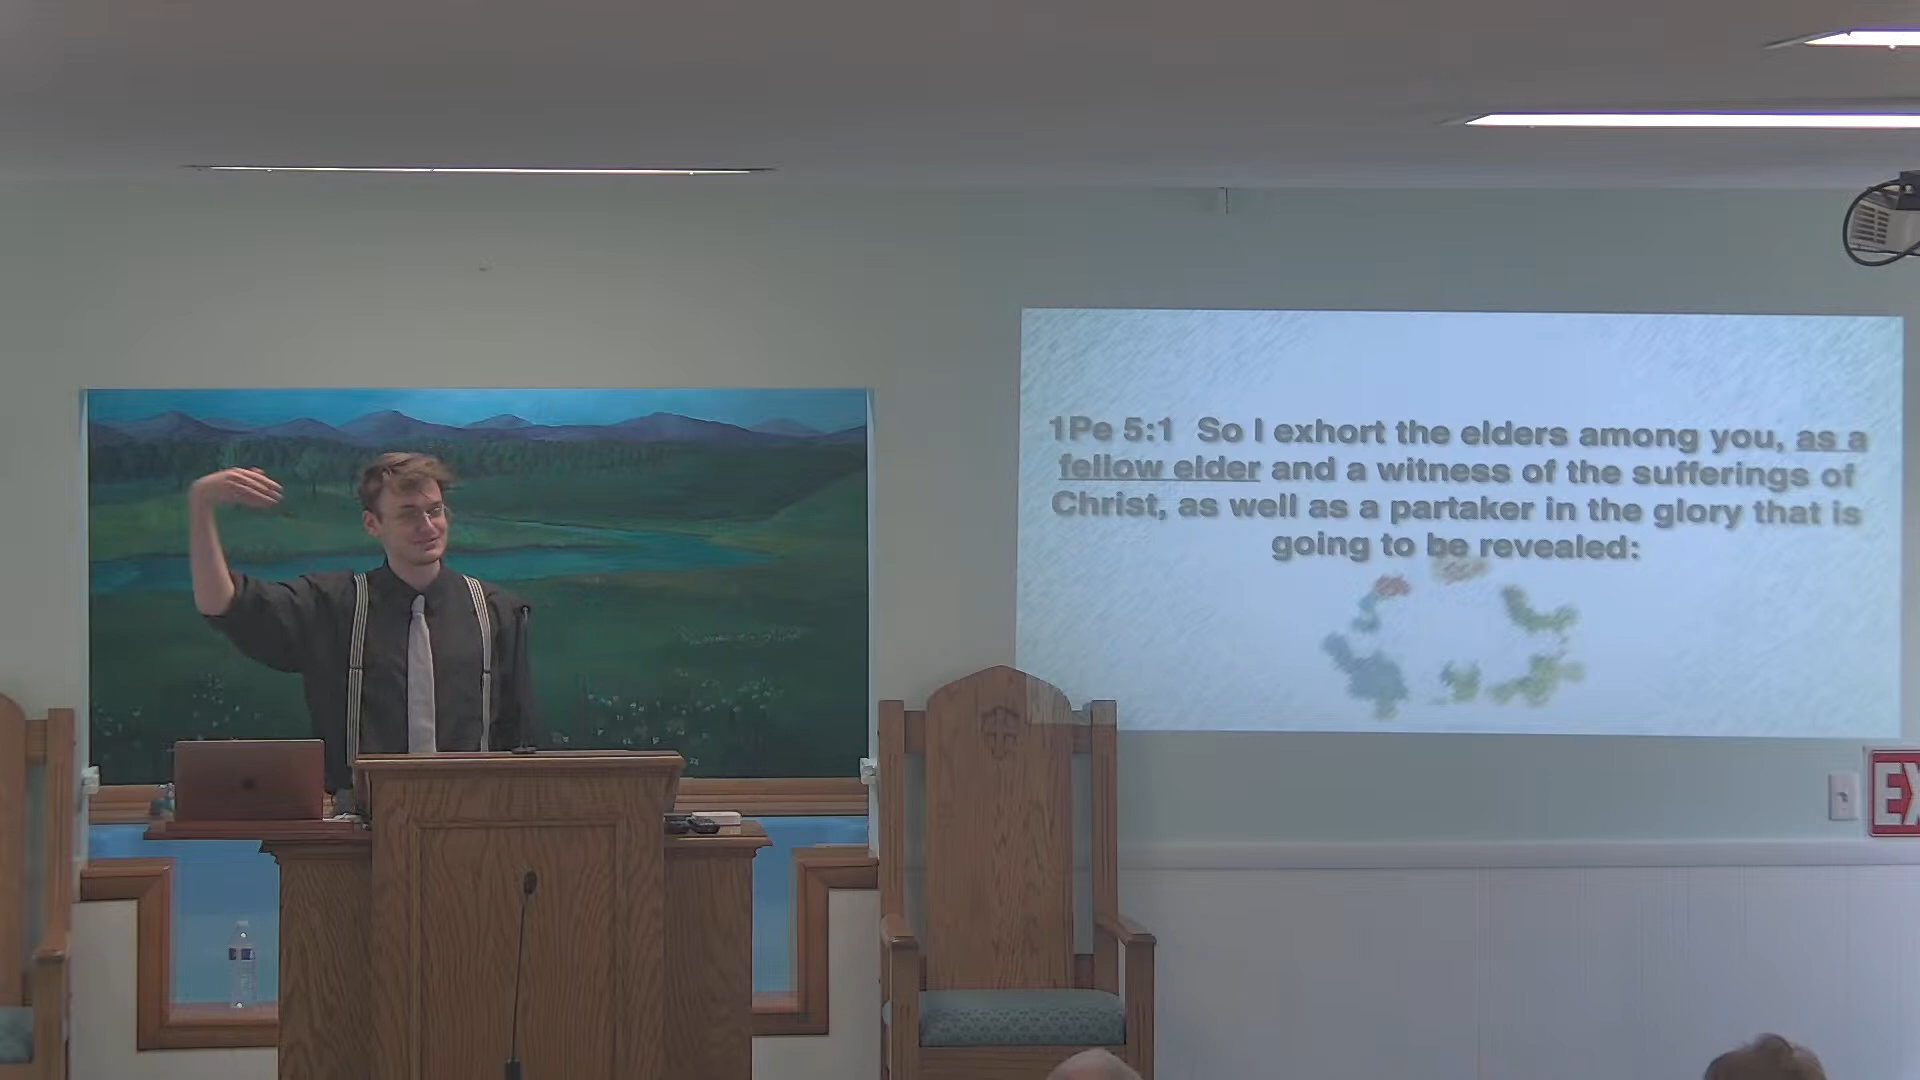 1Pe 5:1 So I exhort the elders among you, as a
fellow elder and a witness of the sufferings of
Christ, as well as a partaker in the glory that is
going to be revealed:
EX